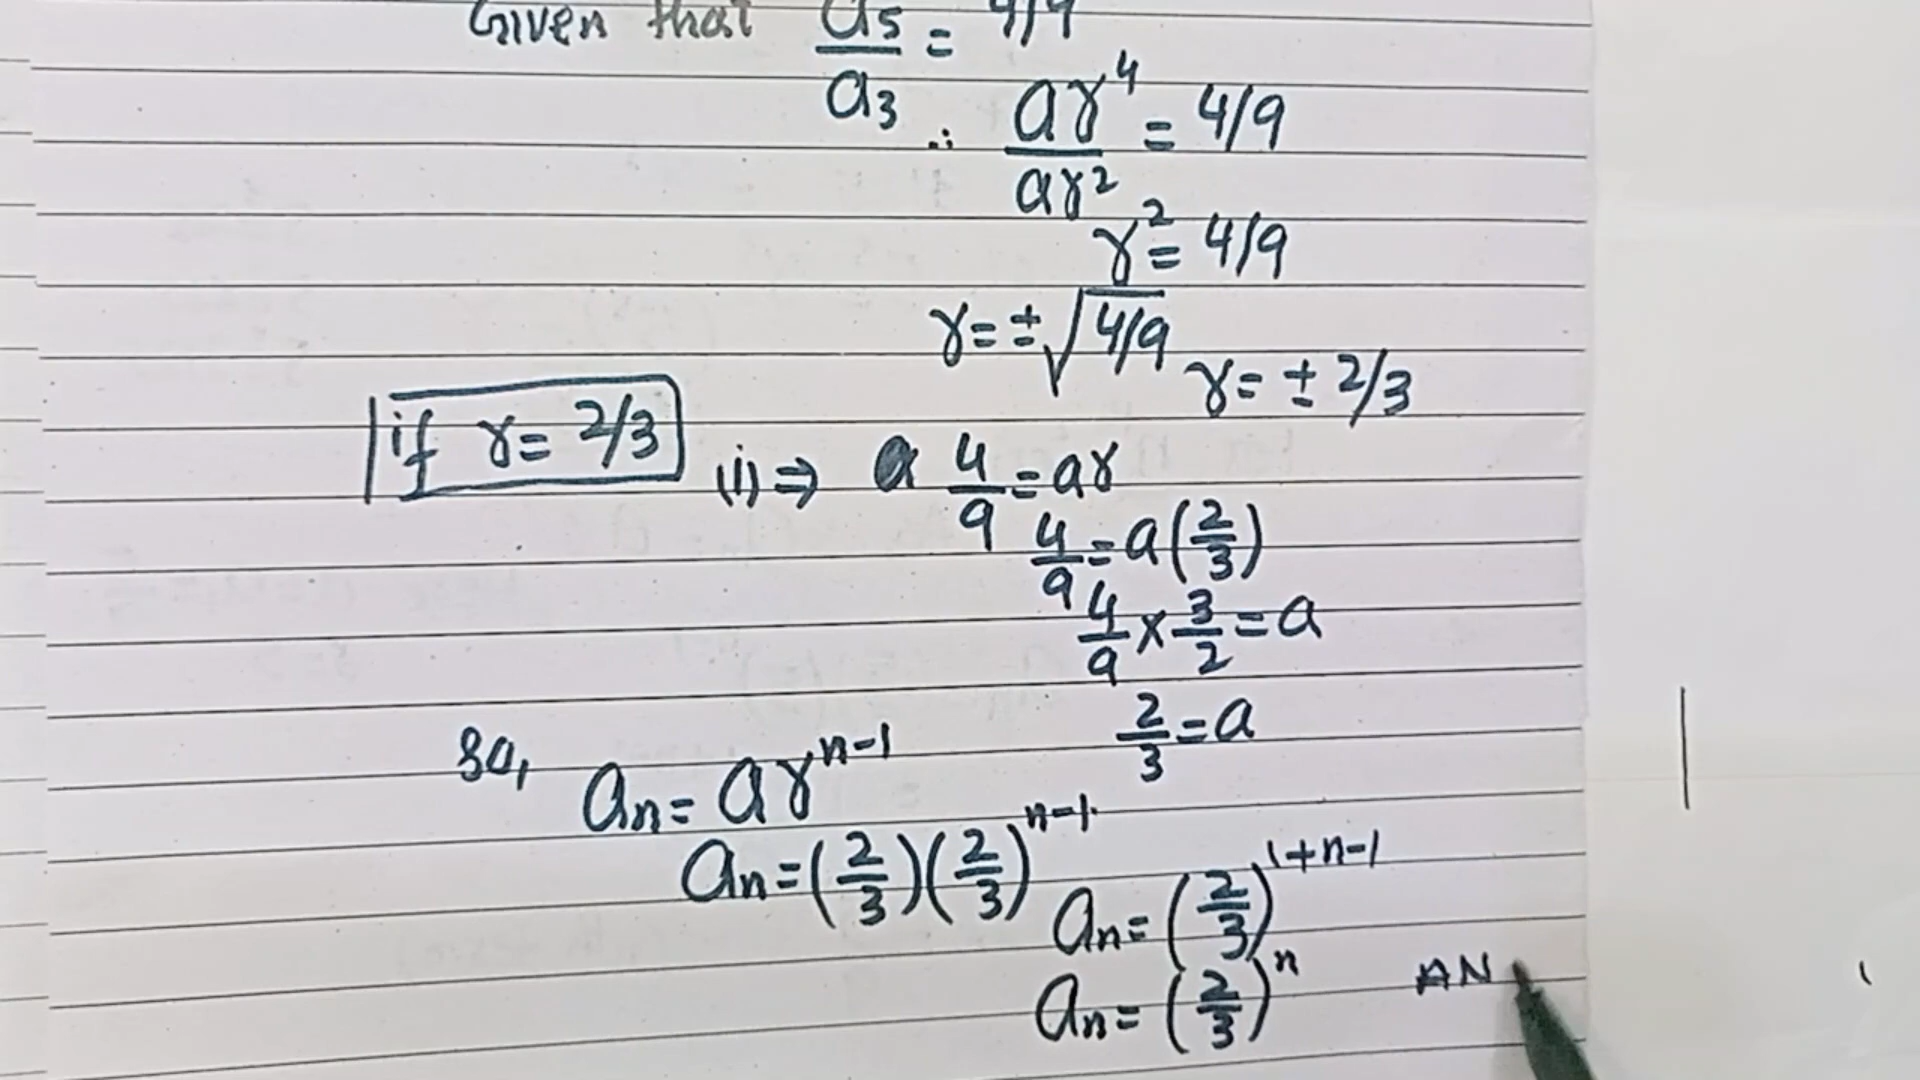 Given that a₅/a₃ = 4/9
∴ ar⁴/ar² = 4/9
r² = 4/9
r = ±√4/9 r = ± 2/3
if r = 2/3 (i) ⇒ 4/9 = ar
4/9 = a(2/3)
4/9 × 3/2 = a
2/3 = a
So, aₙ = arⁿ⁻¹
aₙ = (2/3)(2/3)ⁿ⁻¹
aₙ = (2/3)¹⁺ⁿ⁻¹
aₙ = (2/3)ⁿ AN